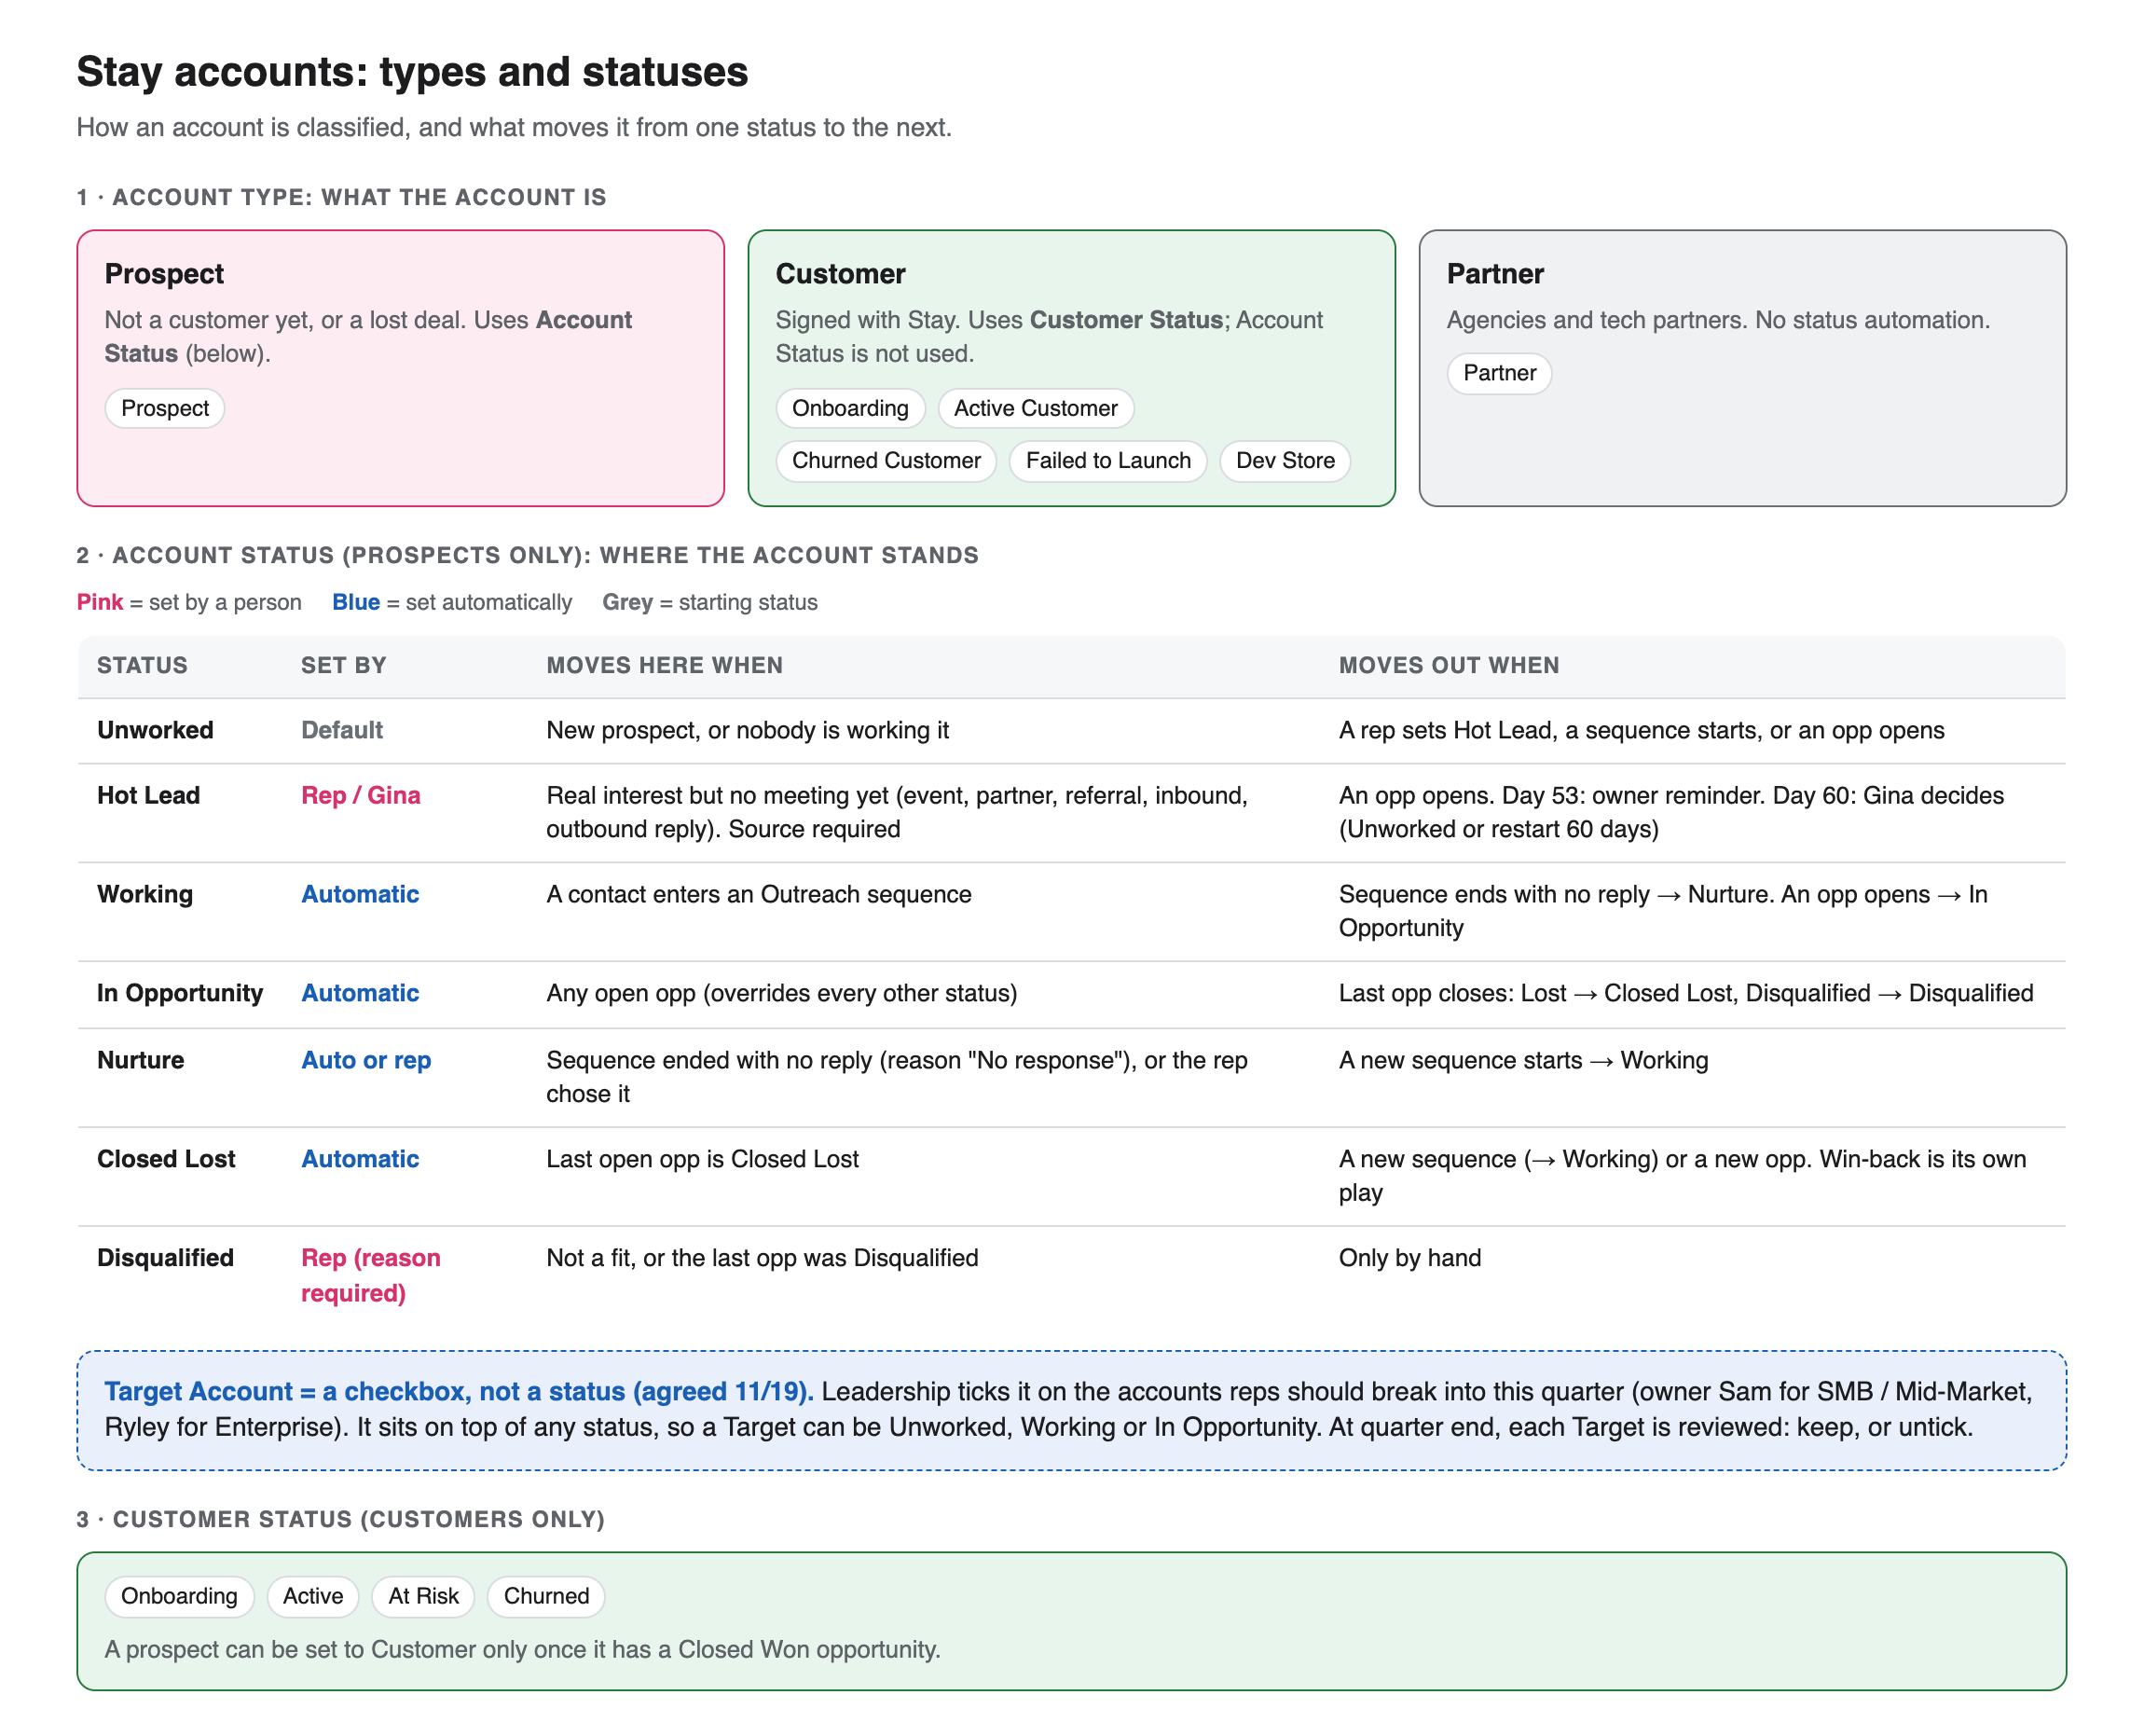 Stay accounts: types and statuses
How an account is classified, and what moves it from one status to the next.
1 · ACCOUNT TYPE: WHAT THE ACCOUNT IS
Prospect
Not a customer yet, or a lost deal. Uses Account
Status (below).
Prospect
Customer
Signed with Stay. Uses Customer Status; Account
Status is not used.
Onboarding Active Customer
Churned Customer Failed to Launch Dev Store
Partner
Agencies and tech partners. No status automation.
Partner
2 · ACCOUNT STATUS (PROSPECTS ONLY): WHERE THE ACCOUNT STANDS
Pink = set by a person Blue = set automatically Grey = starting status
STATUS SET BY MOVES HERE WHEN MOVES OUT WHEN
Unworked Default New prospect, or nobody is working it A rep sets Hot Lead, a sequence starts, or an opp opens
Hot Lead Rep / Gina Real interest but no meeting yet (event, partner, referral, inbound,
outbound reply). Source required
An opp opens. Day 53: owner reminder. Day 60: Gina decides
(Unworked or restart 60 days)
Working Automatic A contact enters an Outreach sequence
Sequence ends with no reply → Nurture. An opp opens → In
Opportunity
In Opportunity Automatic Any open opp (overrides every other status) Last opp closes: Lost → Closed Lost, Disqualified → Disqualified
Nurture Auto or rep Sequence ended with no reply (reason "No response"), or the rep
chose it
A new sequence starts → Working
Closed Lost Automatic Last open opp is Closed Lost
A new sequence (→ Working) or a new opp. Win-back is its own
play
Disqualified Rep (reason
required)
Not a fit, or the last opp was Disqualified Only by hand
Target Account = a checkbox, not a status (agreed 11/19). Leadership ticks it on the accounts reps should break into this quarter (owner Sam for SMB / Mid-Market,
Ryley for Enterprise). It sits on top of any status, so a Target can be Unworked, Working or In Opportunity. At quarter end, each Target is reviewed: keep, or untick.
3 · CUSTOMER STATUS (CUSTOMERS ONLY)
Onboarding Active At Risk Churned
A prospect can be set to Customer only once it has a Closed Won opportunity.